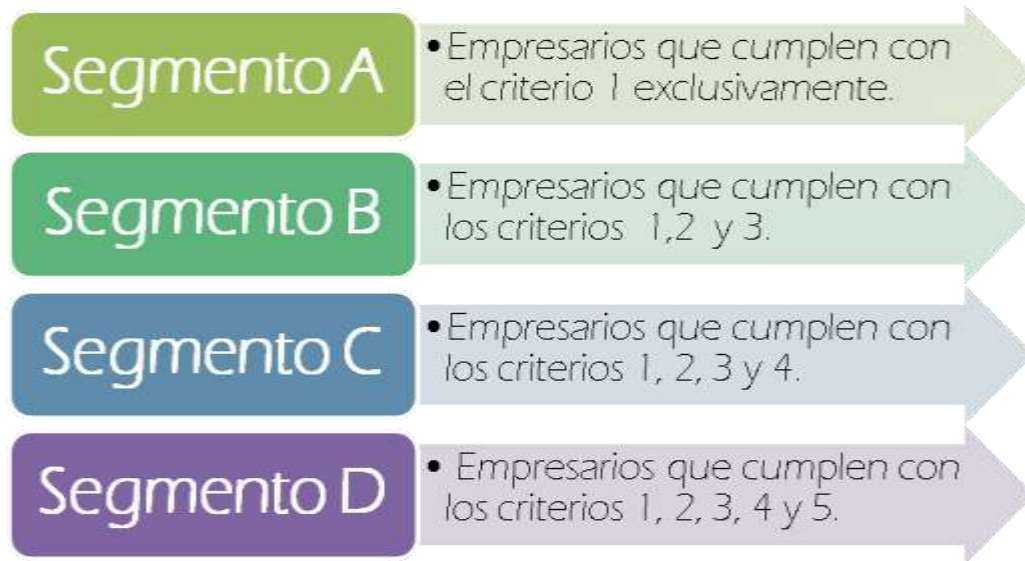 Segmento A
• Empresarios que cumplen con
el criterio 1 exclusivamente.
Segmento B
• Empresarios que cumplen con
los criterios 1,2 y 3.
Segmento C
• Empresarios que cumplen con
los criterios 1, 2, 3 y 4.
Segmento D
• Empresarios que cumplen con
los criterios 1, 2, 3, 4 y 5.